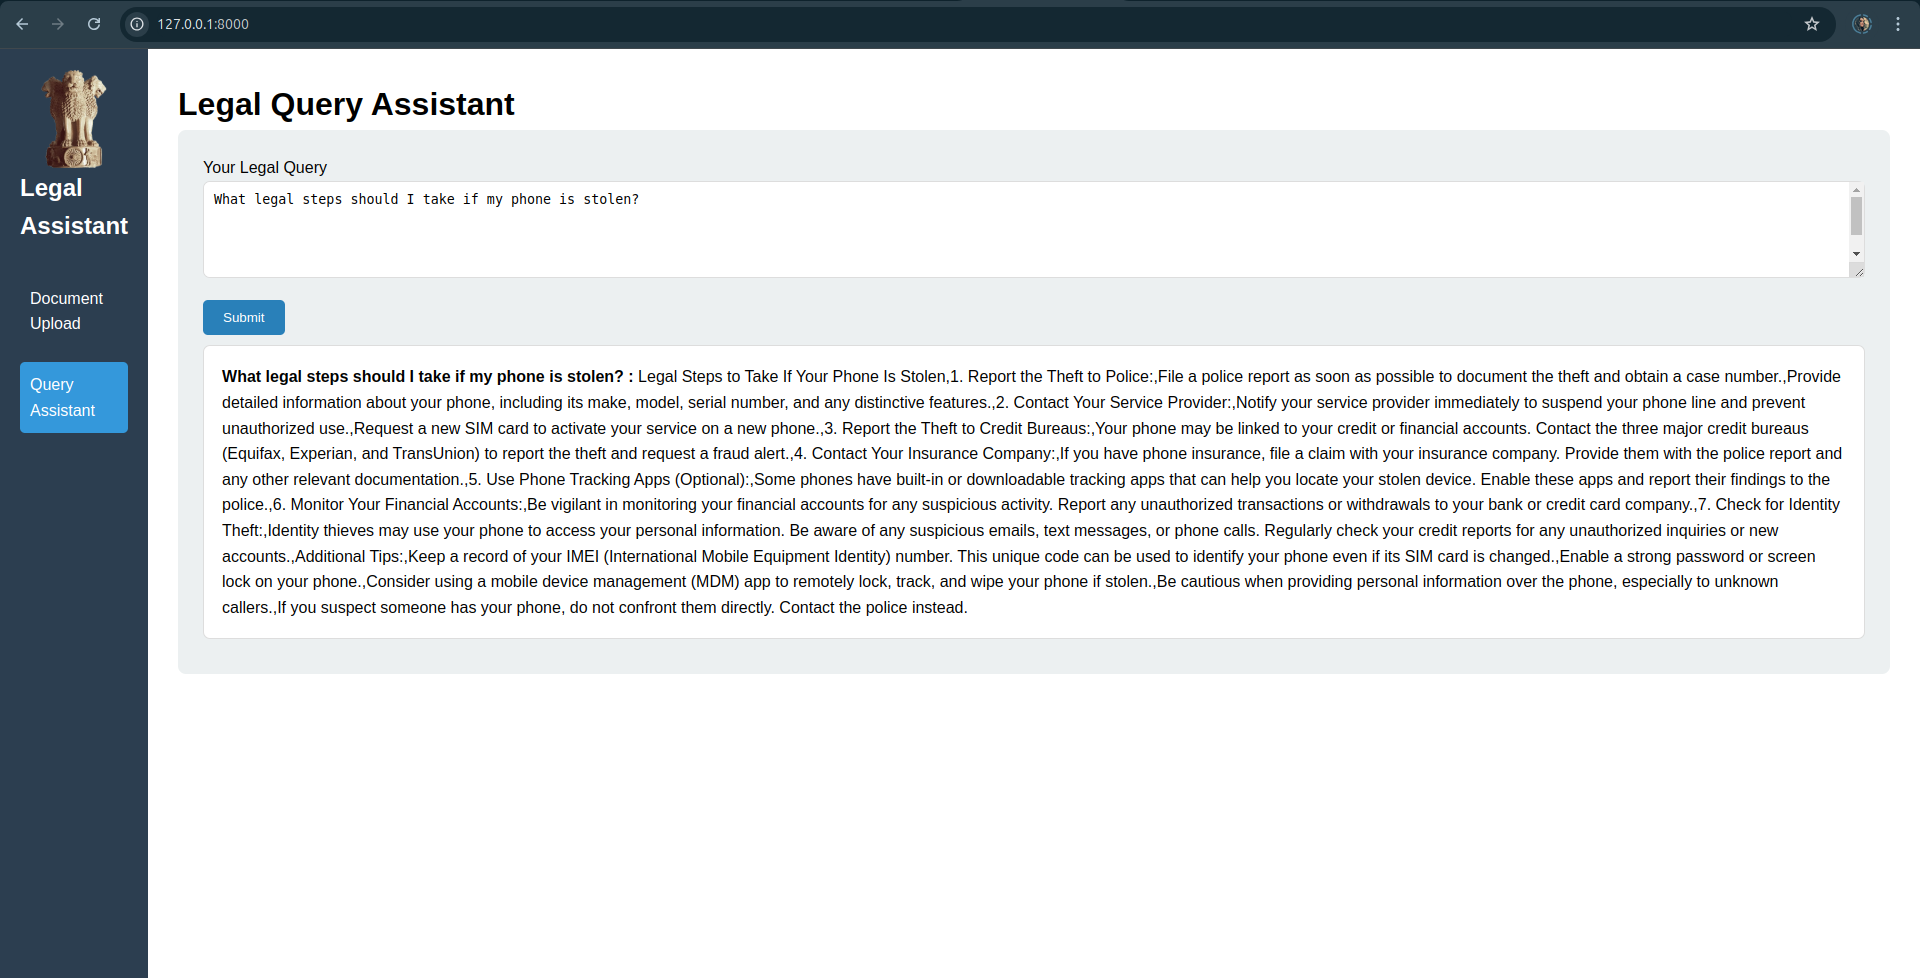 127.0.0.1:8000
Legal
Assistant
Document
Upload
Query
Assistant
Legal Query Assistant
Your Legal Query
What legal steps should I take if my phone is stolen?
Submit
What legal steps should I take if my phone is stolen? : Legal Steps to Take If Your Phone Is Stolen,1. Report the Theft to Police:,File a police report as soon as possible to document the theft and obtain a case number.,Provide
detailed information about your phone, including its make, model, serial number, and any distinctive features.,2. Contact Your Service Provider:,Notify your service provider immediately to suspend your phone line and prevent
unauthorized use.,Request a new SIM card to activate your service on a new phone.,3. Report the Theft to Credit Bureaus:,Your phone may be linked to your credit or financial accounts. Contact the three major credit bureaus
(Equifax, Experian, and TransUnion) to report the theft and request a fraud alert.,4. Contact Your Insurance Company:,If you have phone insurance, file a claim with your insurance company. Provide them with the police report and
any other relevant documentation.,5. Use Phone Tracking Apps (Optional):,Some phones have built-in or downloadable tracking apps that can help you locate your stolen device. Enable these apps and report their findings to the
police.,6. Monitor Your Financial Accounts:,Be vigilant in monitoring your financial accounts for any suspicious activity. Report any unauthorized transactions or withdrawals to your bank or credit card company.,7. Check for Identity
Theft:,Identity thieves may use your phone to access your personal information. Be aware of any suspicious emails, text messages, or phone calls. Regularly check your credit reports for any unauthorized inquiries or new
accounts.,Additional Tips:,Keep a record of your IMEI (International Mobile Equipment Identity) number. This unique code can be used to identify your phone even if its SIM card is changed.,Enable a strong password or screen
lock on your phone.,Consider using a mobile device management (MDM) app to remotely lock, track, and wipe your phone if stolen.,Be cautious when providing personal information over the phone, especially to unknown
callers.,If you suspect someone has your phone, do not confront them directly. Contact the police instead.